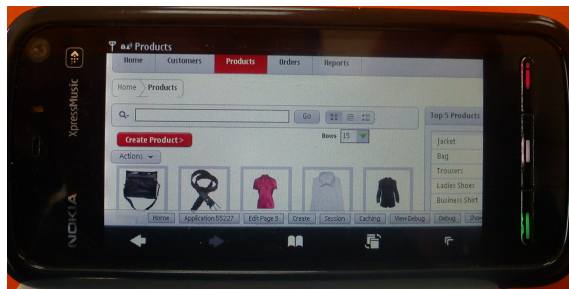 Products
Home Customers Products Orders Reports
Home Products
Go
Top 5 Products
Create Product >
Rows 15
Actions
Jacket
Bag
Trousers
Ladies Shoes
Business Shirt
Home Application 55227 Edit Page 3 Create Session Caching View Debug Debug Show
XpressMusic
NOKIA